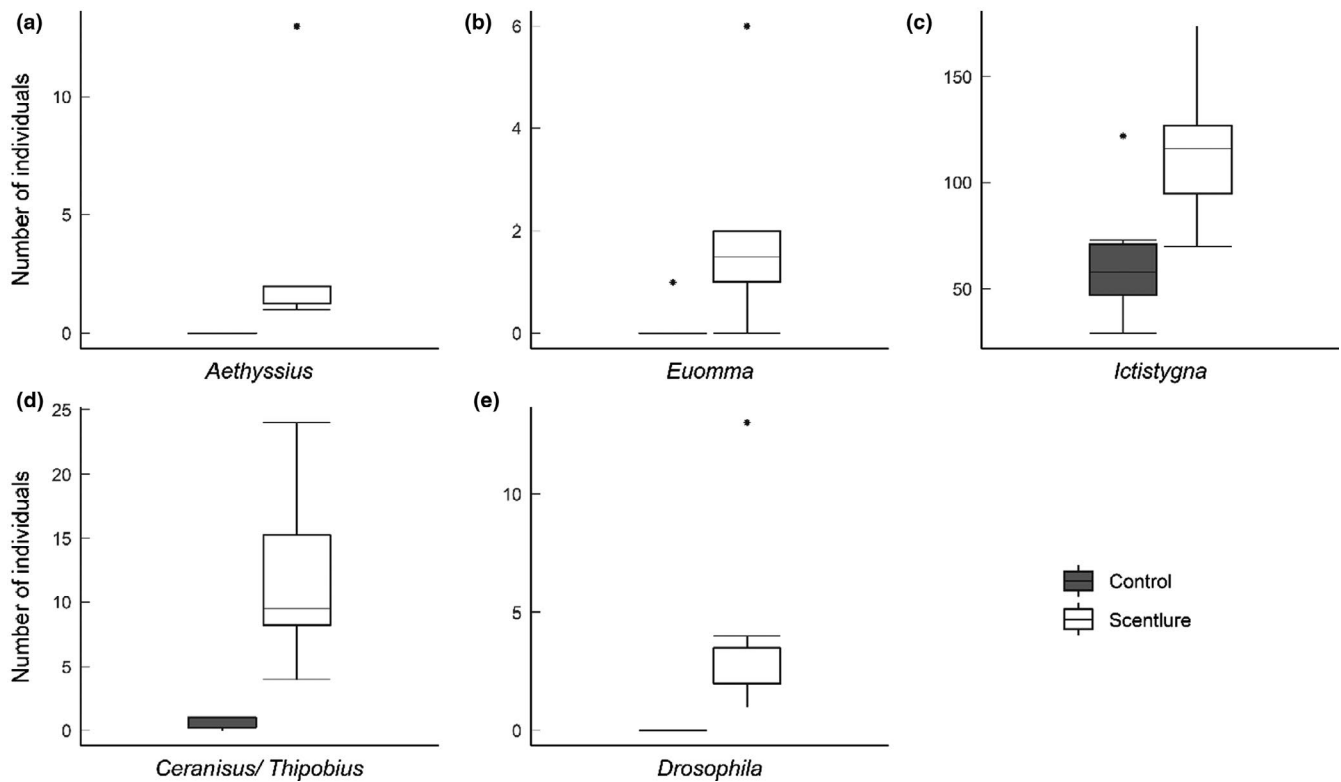 (a)
Number of individuals
10
5
0
Aethyssius
(b)
6
4
2
0
Euomma
(c)
150
100
50
Ictistygna
(d)
Number of individuals
25
20
15
10
5
0
Ceranisus/ Thipobius
(e)
10
5
0
Drosophila
Control
Scentlure